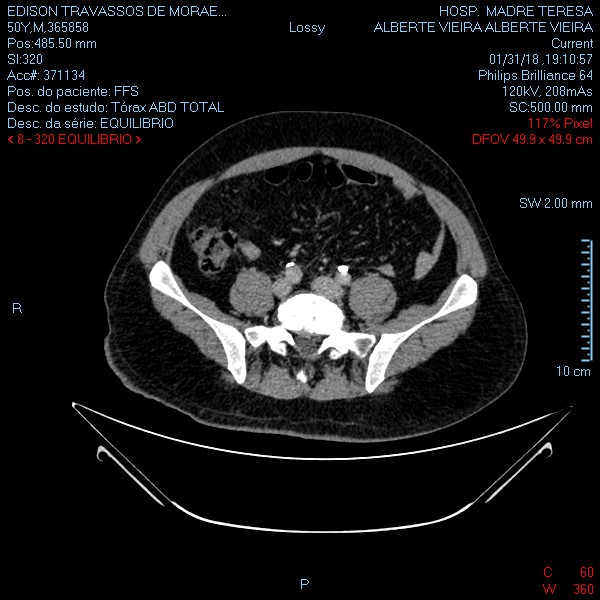 EDISON TRAVASSOS DE MORAE...
50Y,M,365858
Pos:485.50 mm
SI:320
Acc#: 371134
Pos. do paciente: FFS
Desc. do estudo: Tórax ABD TOTAL
Desc. da série: EQUILIBRIO
< 8 - 320 EQUILIBRIO >
Lossy
HOSP. MADRE TERESA
ALBERTE VIEIRA ALBERTE VIEIRA
Current
01/31/18 ,19:10:57
Philips Brilliance 64
120kV, 208mAs
SC:500.00 mm
117% Pixel
DFOV 49.9 x 49.9 cm
SW 2.00 mm
R
10 cm
P
C 60
W 360